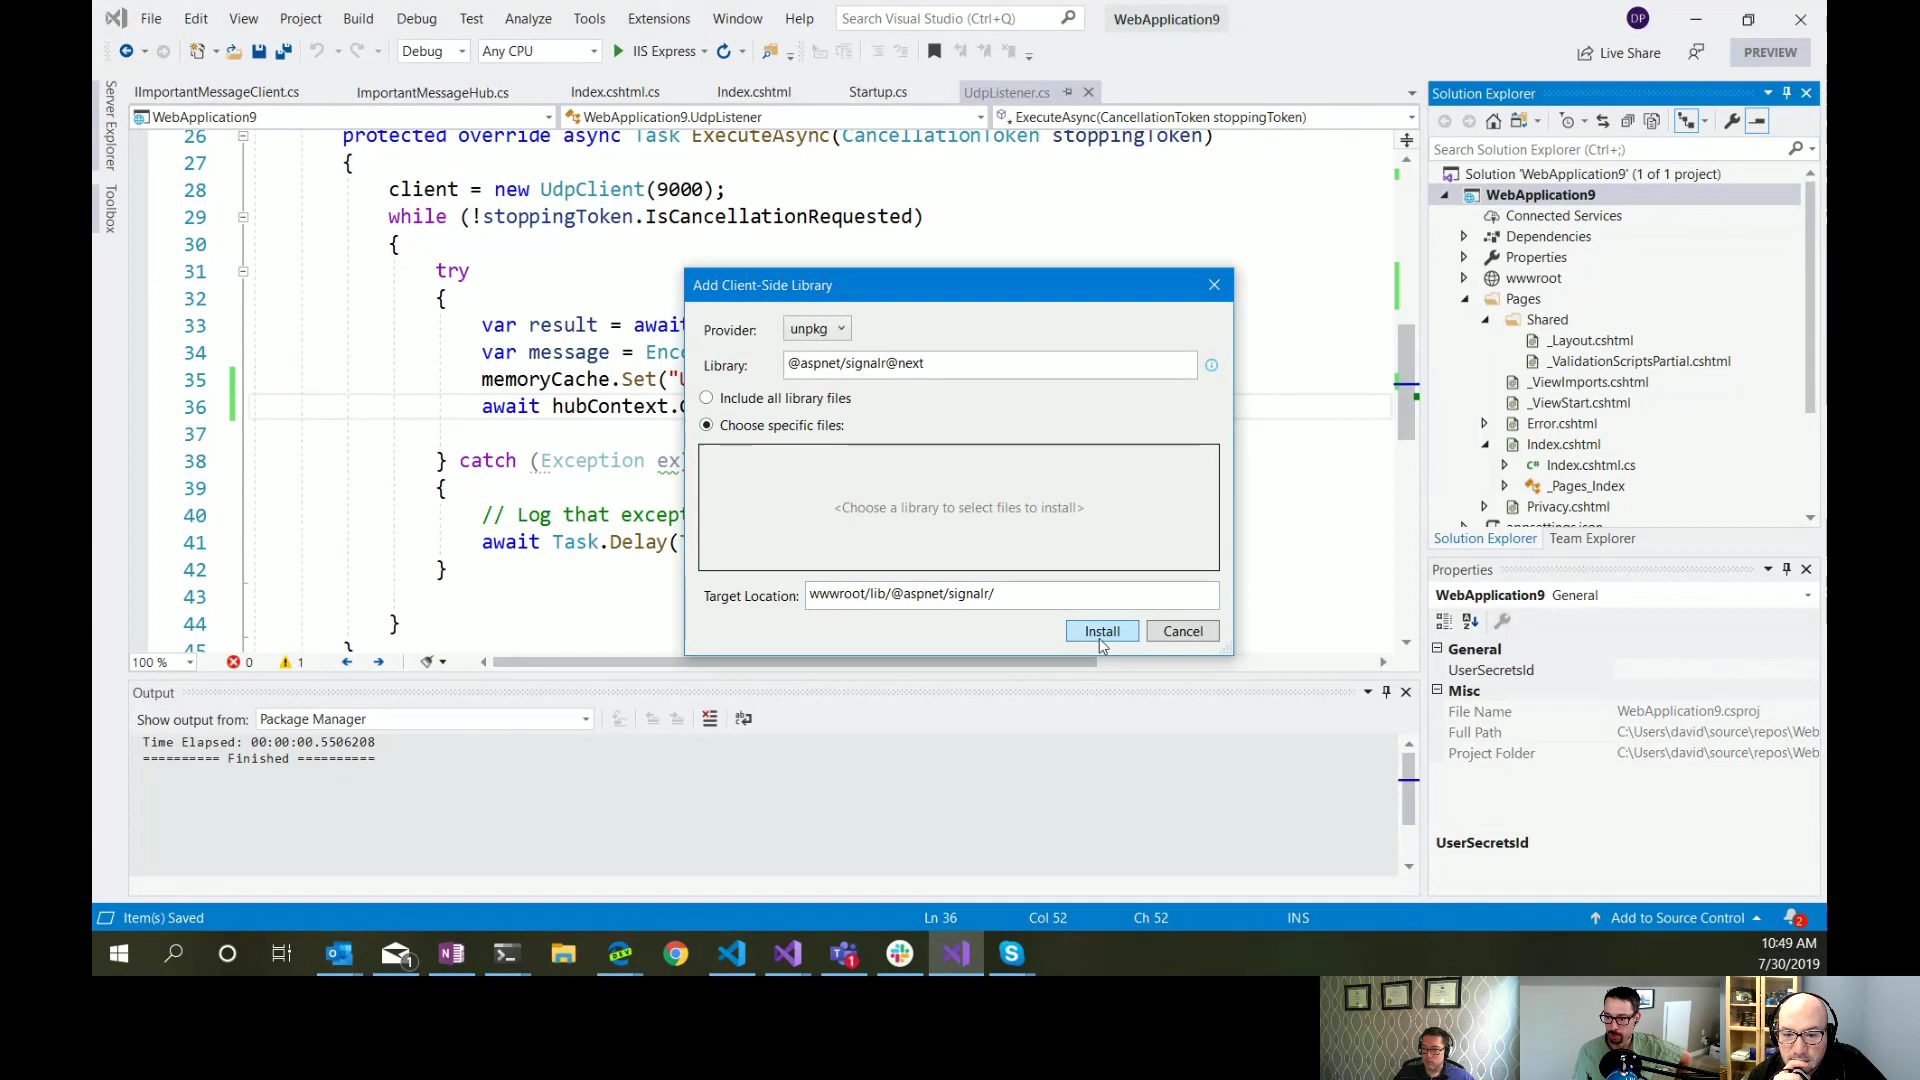 File Edit View Project Build Debug Test Analyze Tools Extensions Window Help Search Visual Studio (Ctrl+Q) WebApplication9 DP
Debug Any CPU IIS Express Live Share PREVIEW
Server Explorer
Toolbox
IImportantMessageClient.cs ImportantMessageHub.cs Index.cshtml.cs Index.cshtml Startup.cs UdpListener.cs
WebApplication9 WebApplication9.UdpListener ExecuteAsync(CancellationToken stoppingToken)
26 protected override async Task ExecuteAsync(CancellationToken stoppingToken)
27 {
28 client = new UdpClient(9000);
29 while (!stoppingToken.IsCancellationRequested)
30 {
31 try
32 {
33 var result = await
34 var message = Enco
35 memoryCache.Set("
36 await hubContext.
37
38 } catch (Exception ex)
39 {
40 // Log that except
41 await Task.Delay(
42 }
43
44 }
45 }
100 % 0 1
Add Client-Side Library
Provider: unpkg
Library: @aspnet/signalr@next
Include all library files
Choose specific files:
<Choose a library to select files to install>
Target Location: wwwroot/lib/@aspnet/signalr/
Install Cancel
Output
Show output from: Package Manager
Time Elapsed: 00:00:00.5506208
========== Finished ==========
Solution Explorer
Search Solution Explorer (Ctrl+;)
Solution 'WebApplication9' (1 of 1 project)
WebApplication9
Connected Services
Dependencies
Properties
wwwroot
Pages
Shared
_Layout.cshtml
_ValidationScriptsPartial.cshtml
_ViewImports.cshtml
_ViewStart.cshtml
Error.cshtml
Index.cshtml
C# Index.cshtml.cs
_Pages_Index
Privacy.cshtml
appsettings.json
Solution Explorer Team Explorer
Properties
WebApplication9 General
General
UserSecretsId
Misc
File Name WebApplication9.csproj
Full Path C:\Users\david\source\repos\Web
Project Folder C:\Users\david\source\repos\Web
UserSecretsId
Item(s) Saved Ln 36 Col 52 Ch 52 INS Add to Source Control 2
1 DEV 1 10:49 AM
7/30/2019